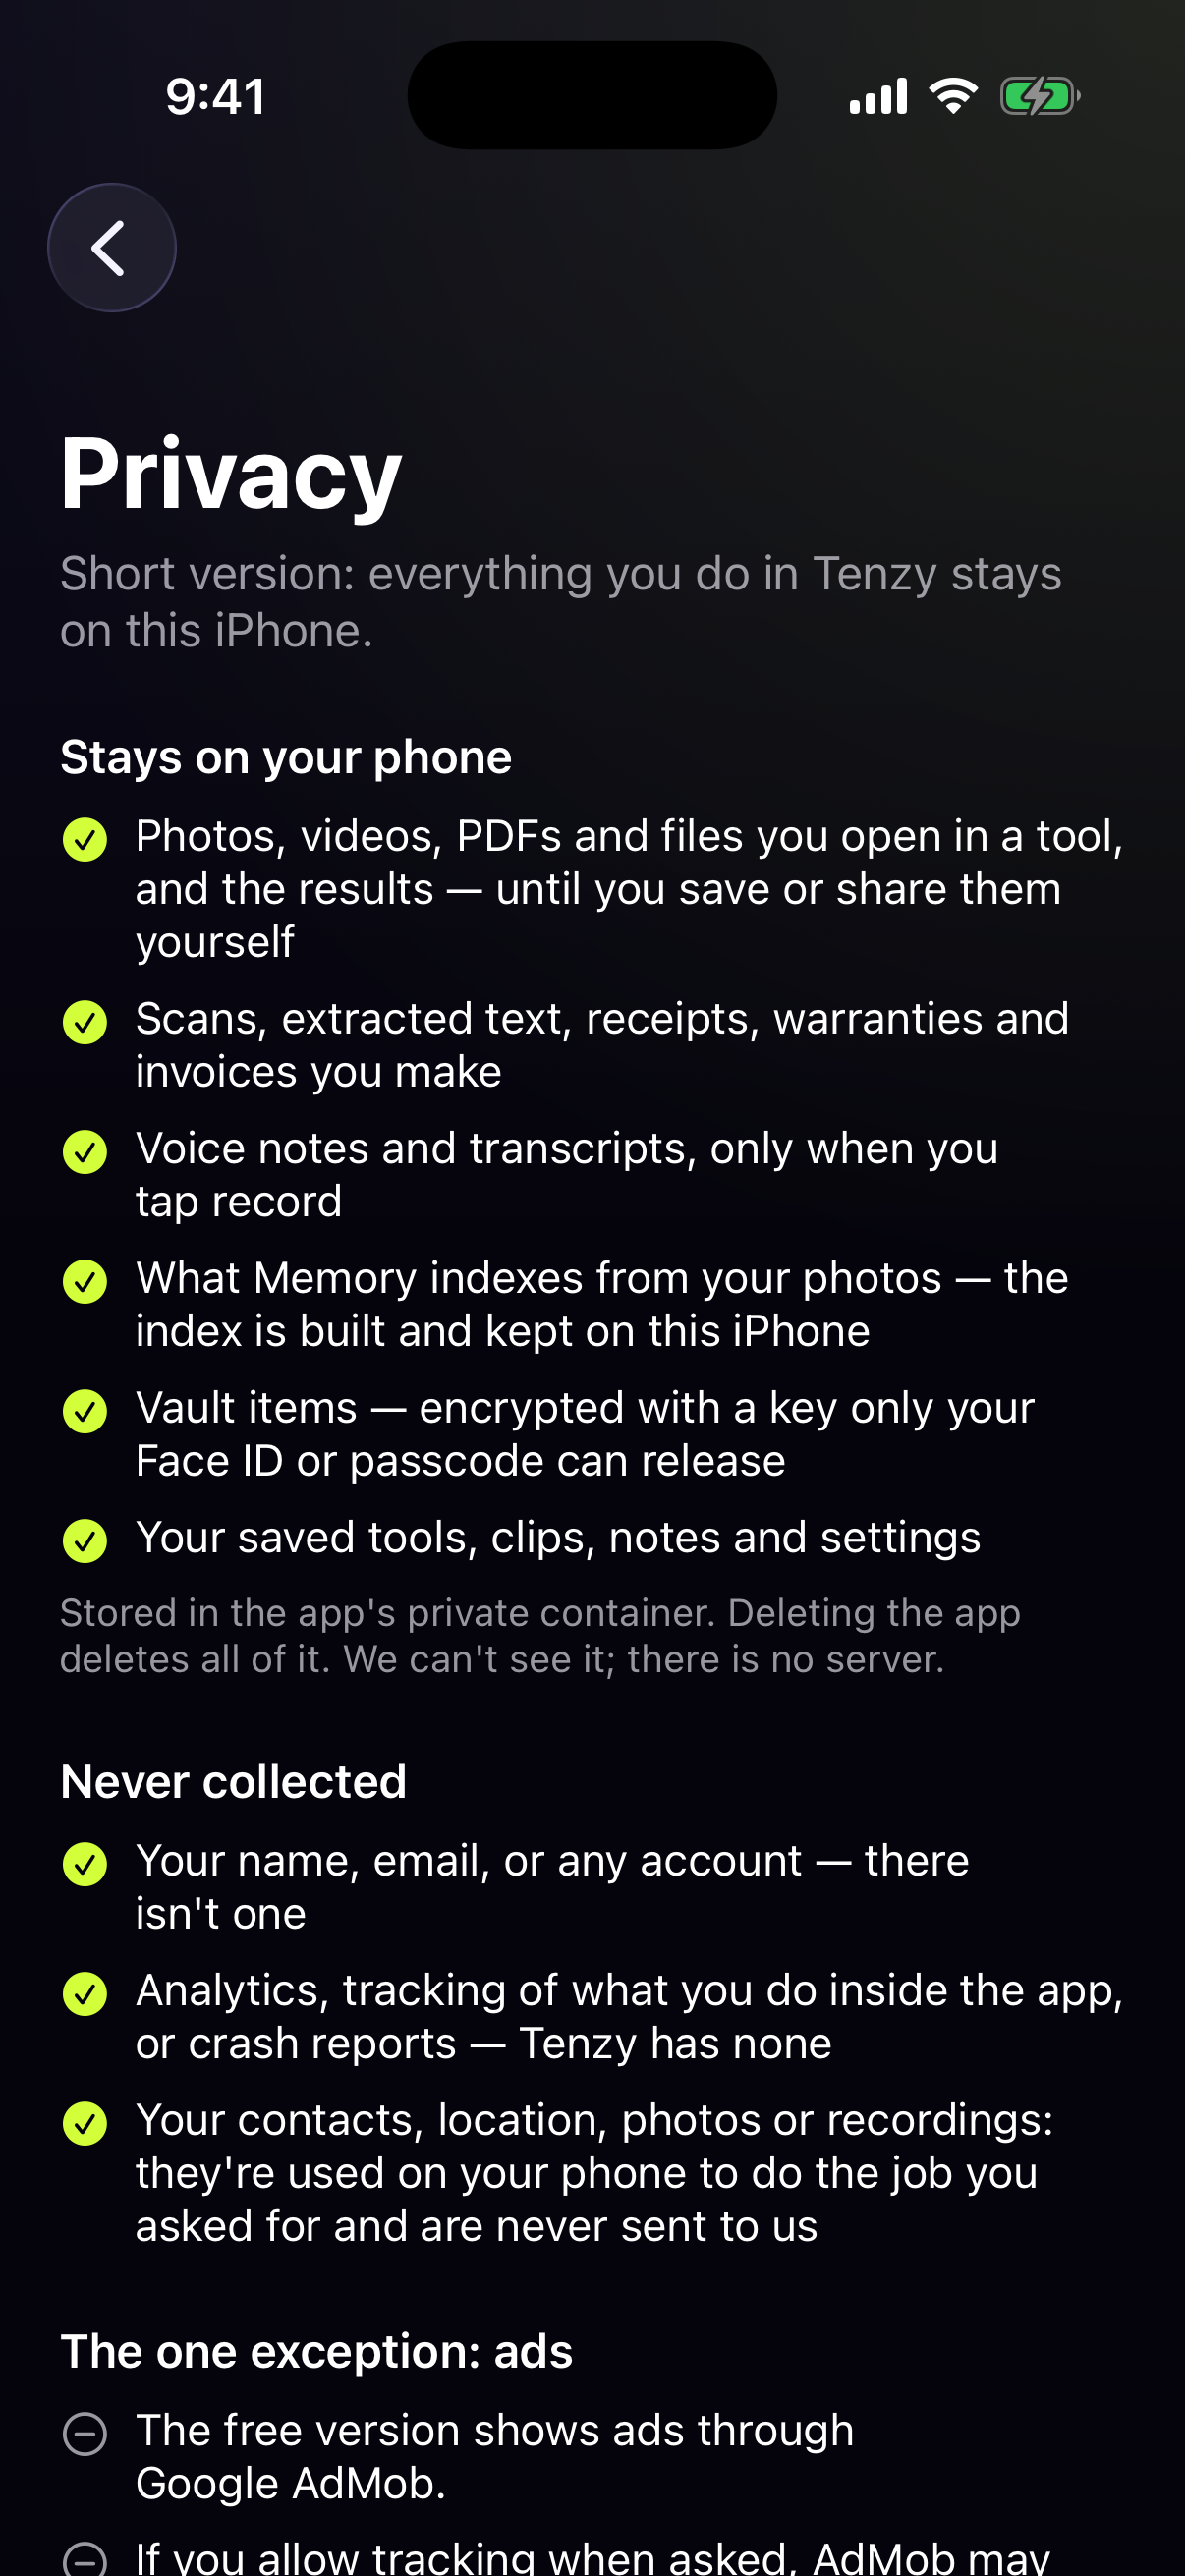 9:41
Privacy
Short version: everything you do in Tenzy stays
on this iPhone.
Stays on your phone
Photos, videos, PDFs and files you open in a tool,
and the results — until you save or share them
yourself
Scans, extracted text, receipts, warranties and
invoices you make
Voice notes and transcripts, only when you
tap record
What Memory indexes from your photos — the
index is built and kept on this iPhone
Vault items — encrypted with a key only your
Face ID or passcode can release
Your saved tools, clips, notes and settings
Stored in the app's private container. Deleting the app
deletes all of it. We can't see it; there is no server.
Never collected
Your name, email, or any account — there
isn't one
Analytics, tracking of what you do inside the app,
or crash reports — Tenzy has none
Your contacts, location, photos or recordings:
they're used on your phone to do the job you
asked for and are never sent to us
The one exception: ads
The free version shows ads through
Google AdMob.
If you allow tracking when asked, AdMob may